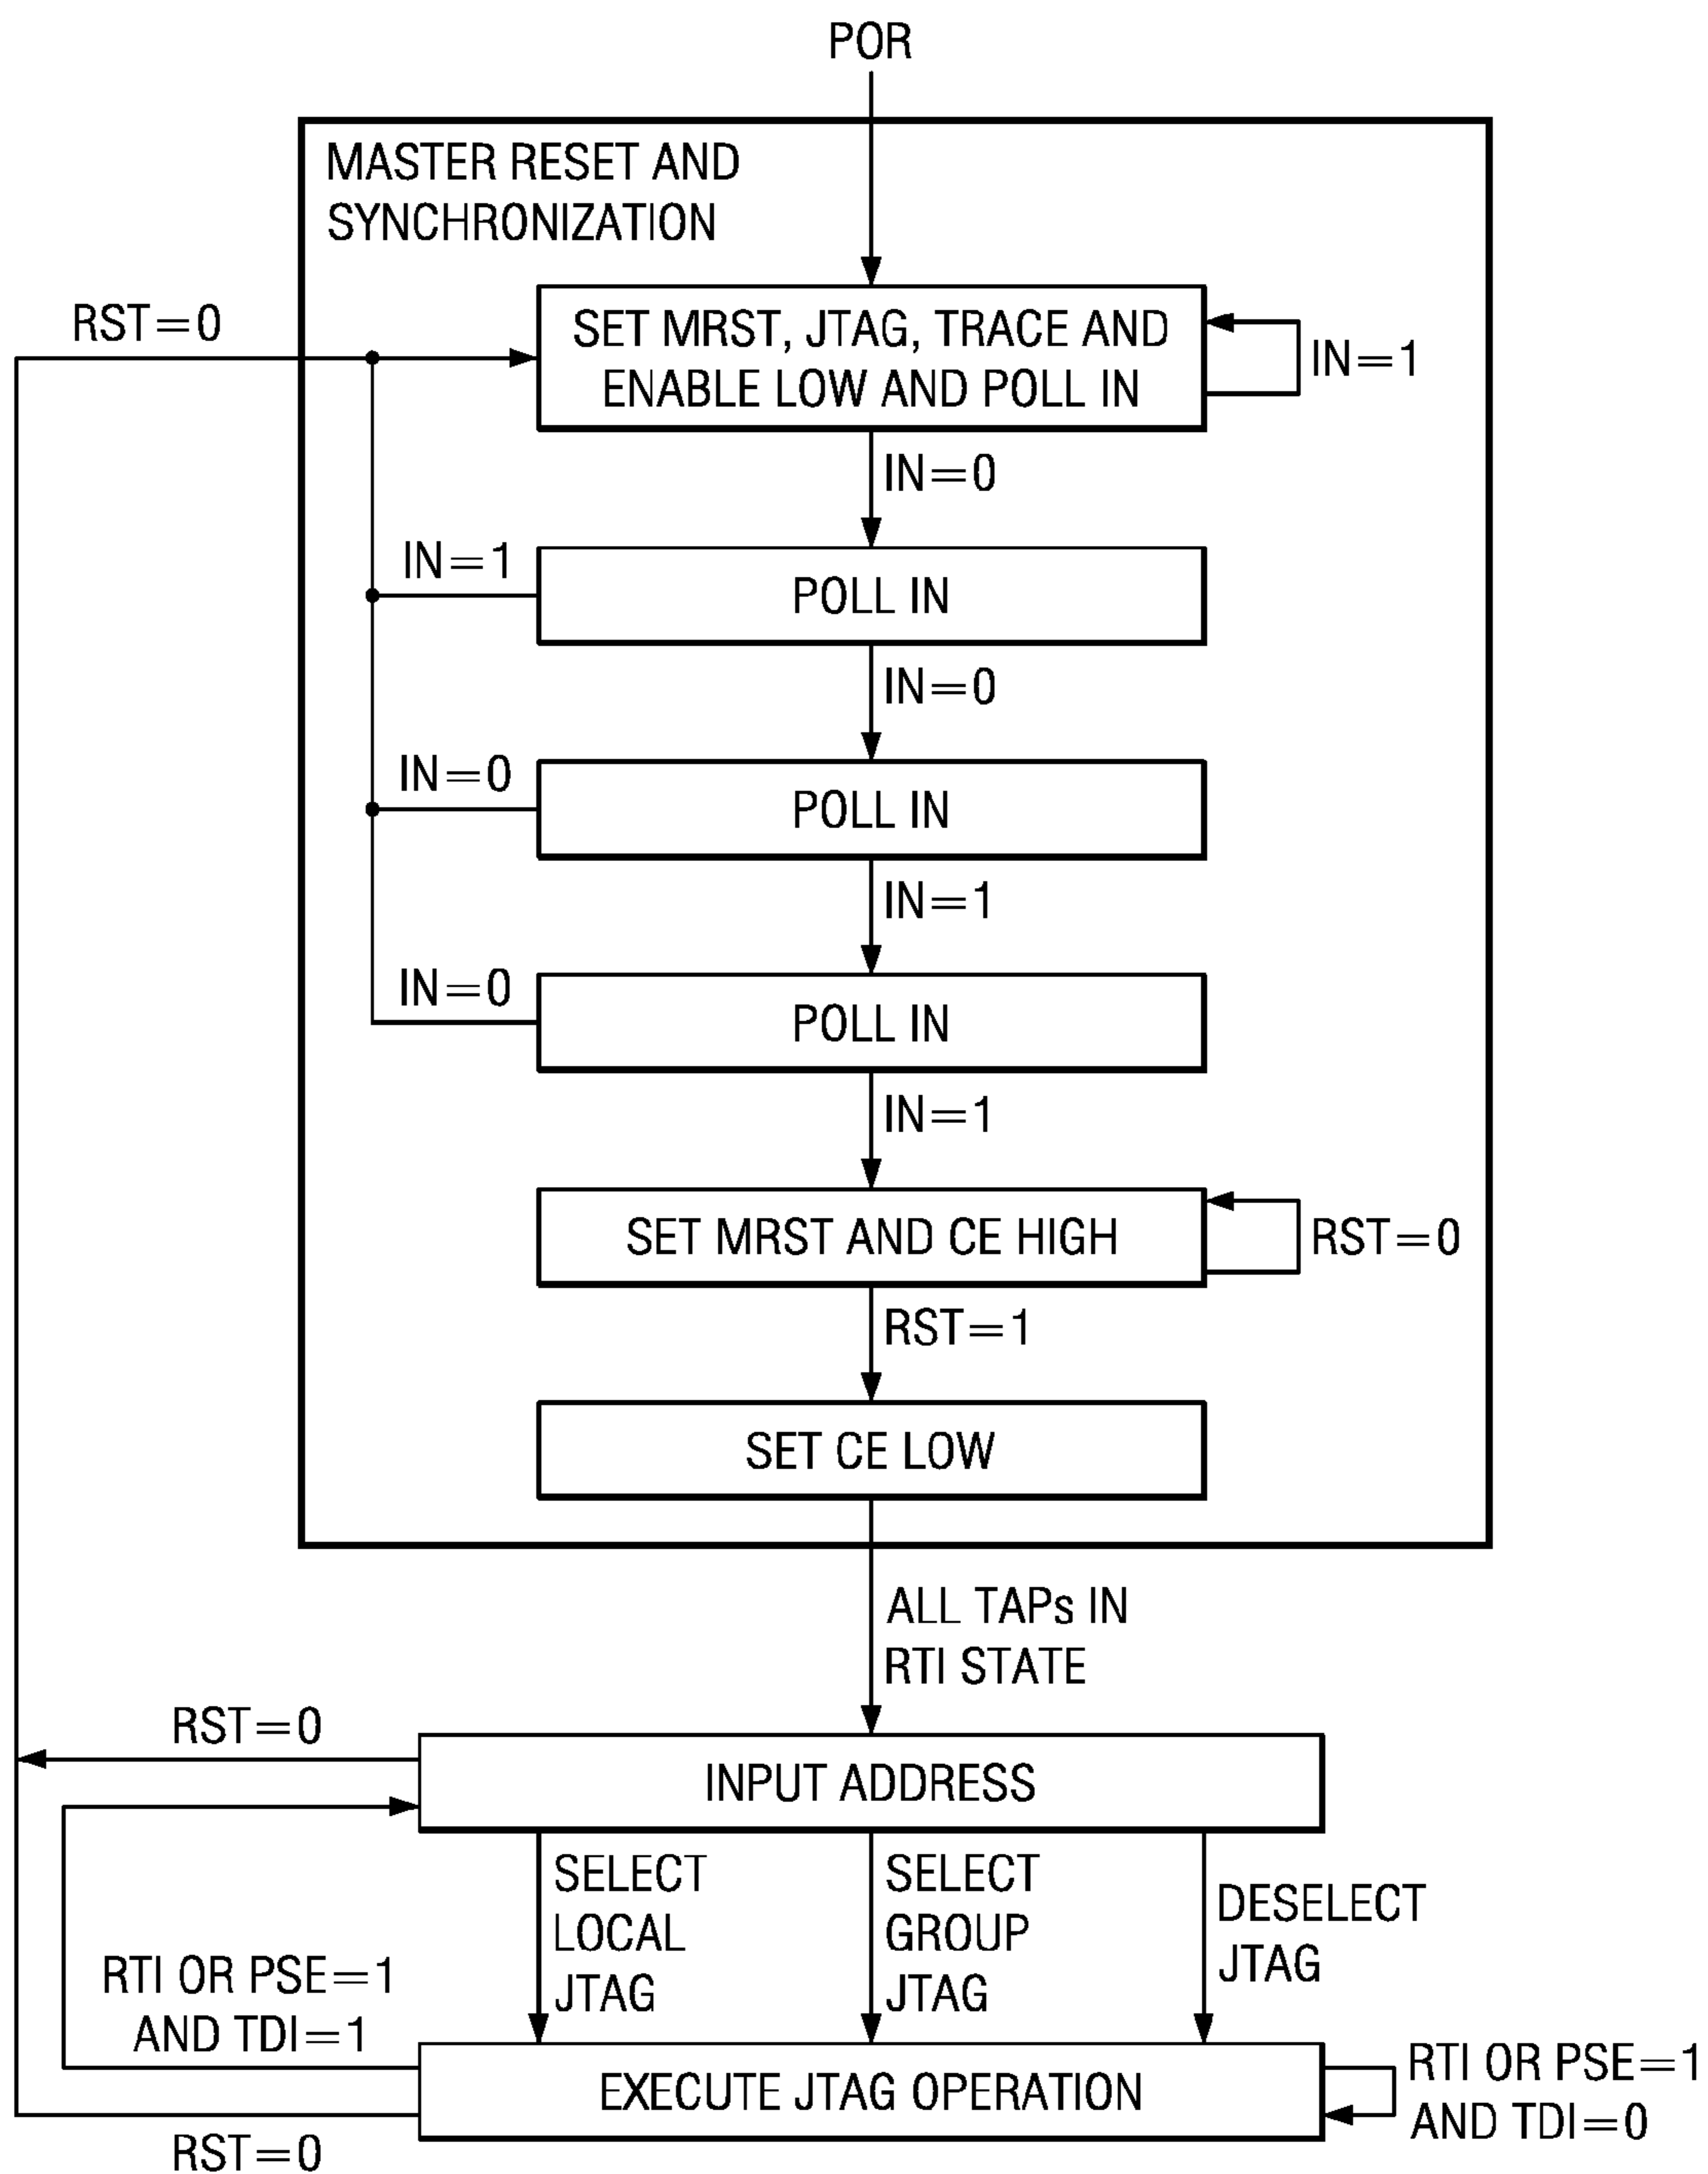 POR
MASTER RESET AND
SYNCHRONIZATION
RST=0
SET MRST, JTAG, TRACE AND
ENABLE LOW AND POLL IN
IN=1
IN=0
IN=1
POLL IN
IN=0
IN=0
POLL IN
IN=1
IN=0
POLL IN
IN=1
SET MRST AND CE HIGH
RST=0
RST=1
SET CE LOW
ALL TAPs IN
RTI STATE
RST=0
INPUT ADDRESS
SELECT
LOCAL
JTAG
SELECT
GROUP
JTAG
DESELECT
JTAG
RTI OR PSE=1
AND TDI=1
EXECUTE JTAG OPERATION
RTI OR PSE=1
AND TDI=0
RST=0